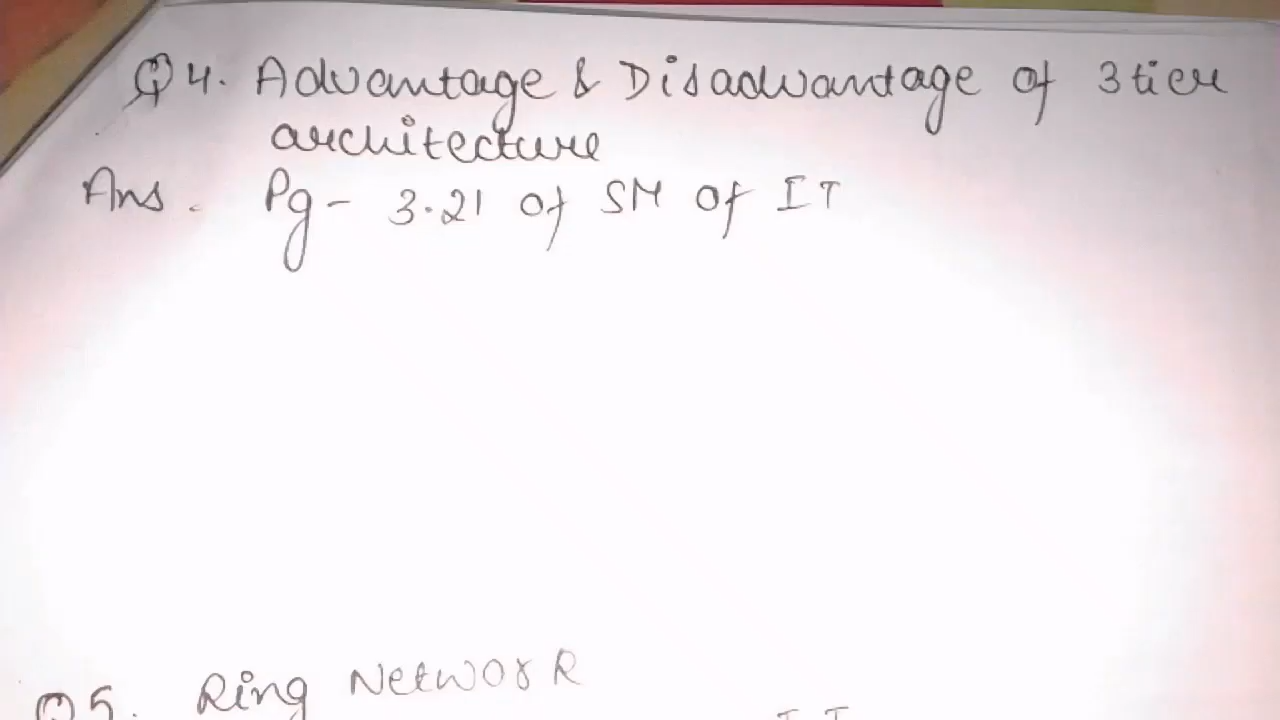 Q4. Advantage & Disadvantage of 3 tier
architecture
Ans. Pg - 3.21 of SM of IT
Q5. Ring Network